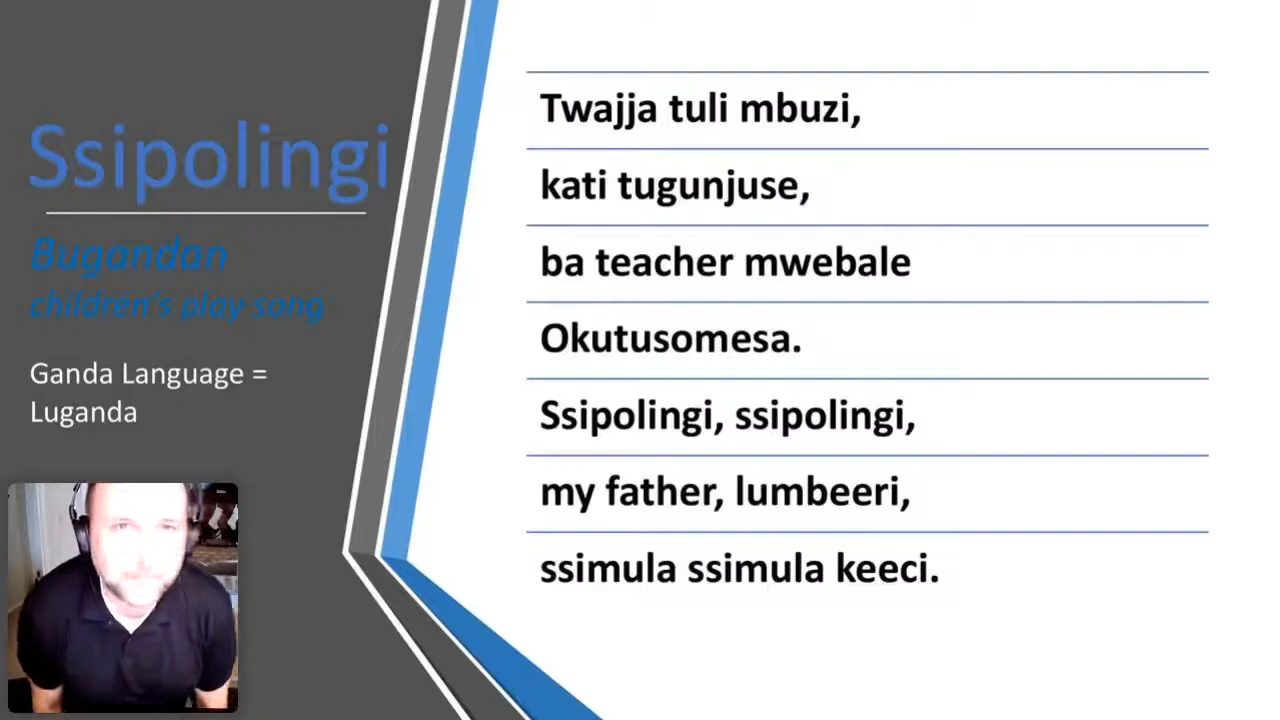 Ssipolingi
Bugandan
children's play song
Ganda Language =
Luganda
Twajja tuli mbuzi,
kati tugunjuse,
ba teacher mwebale
Okutusomesa.
Ssipolingi, ssipolingi,
my father, lumbeeri,
ssimula ssimula keeci.